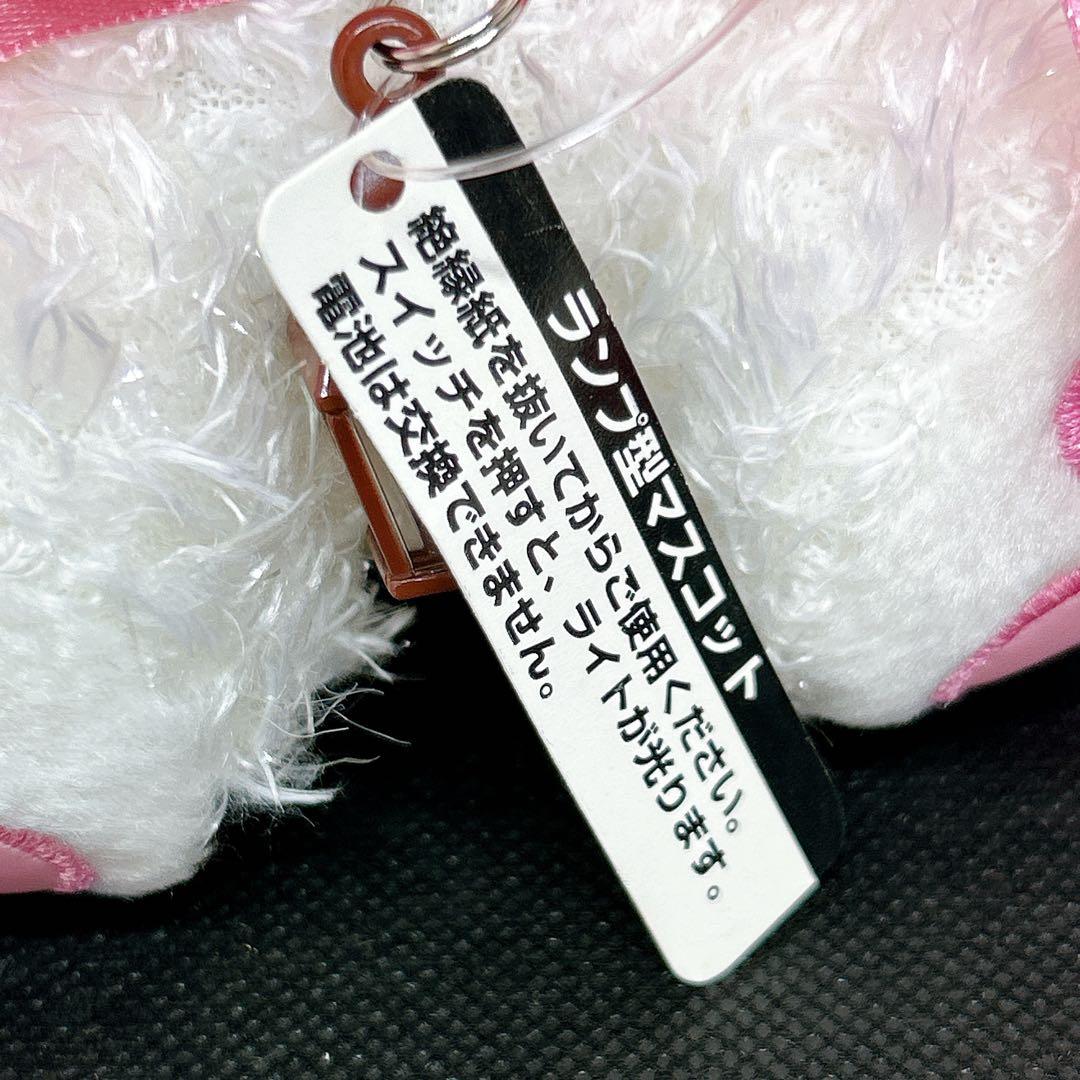 ランプ型マスコット
絶縁紙を抜いてからご使用ください。
スイッチを押すと、ライトが光ります。
電池は交換できません。